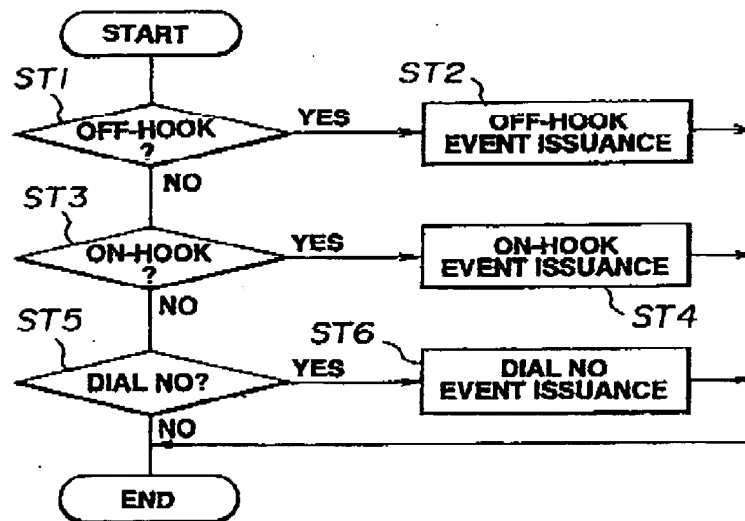 START
ST1
OFF-HOOK
?
YES
ST2
OFF-HOOK
EVENT ISSUANCE
NO
ST3
ON-HOOK
?
YES
ON-HOOK
EVENT ISSUANCE
ST4
NO
ST5
DIAL NO?
YES
ST6
DIAL NO
EVENT ISSUANCE
NO
END